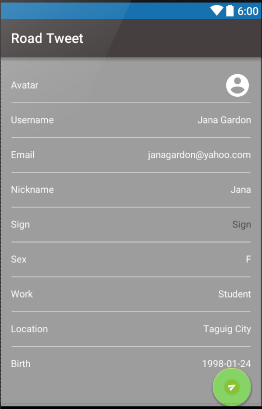 6:00
Road Tweet
Avatar
Username Jana Gardon
Email janagardon@yahoo.com
Nickname Jana
Sign Sign
Sex F
Work Student
Location Taguig City
Birth 1998-01-24